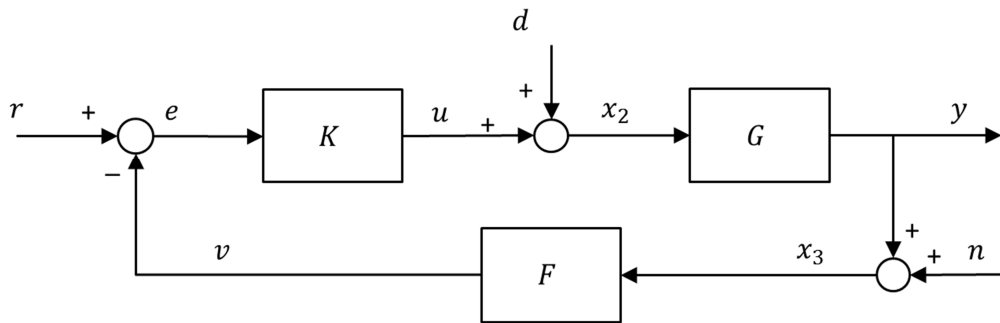 d
r + e K u + + x₂ G y
−
v F x₃ + + n